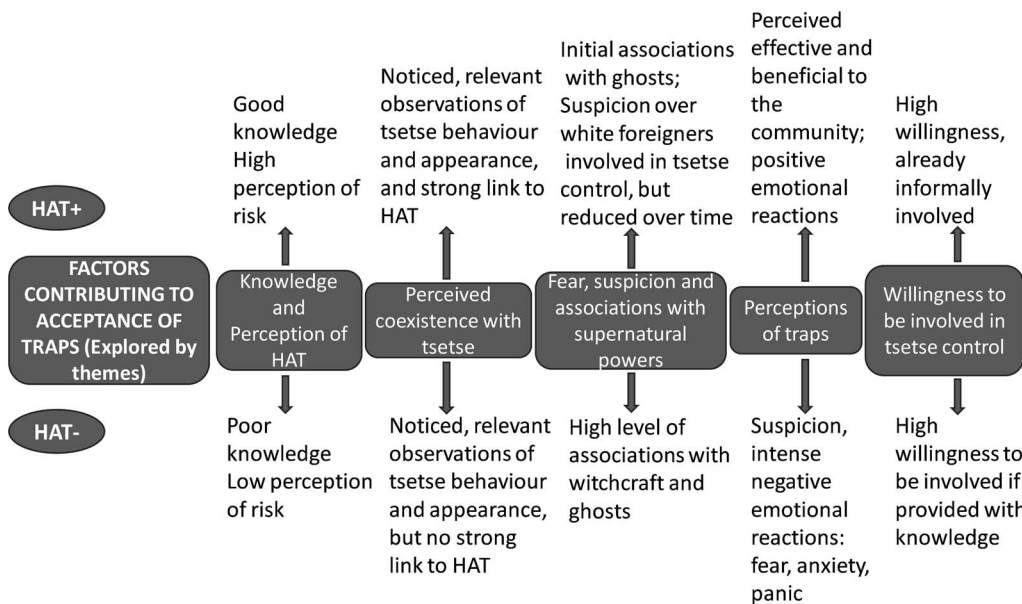 Good
knowledge
High
perception of
risk
Noticed, relevant
observations of
tsetse behaviour
and appearance,
and strong link to
HAT
Initial associations
with ghosts;
Suspicion over
white foreigners
involved in tsetse
control, but
reduced over time
Perceived
effective and
beneficial to
the
community;
positive
emotional
reactions
High
willingness,
already
informally
involved
HAT+
FACTORS
CONTRIBUTING TO
ACCEPTANCE OF
TRAPS (Explored by
themes)
Knowledge
and
Perception of
HAT
Perceived
coexistence with
tsetse
Fear, suspicion and
associations with
supernatural
powers
Perceptions
of traps
Willingness to
be involved in
tsetse control
HAT-
Poor
knowledge
Low perception
of risk
Noticed, relevant
observations of
tsetse behaviour
and appearance,
but no strong
link to HAT
High level of
associations with
witchcraft and
ghosts
Suspicion,
intense
negative
emotional
reactions:
fear, anxiety,
panic
High
willingness to
be involved if
provided with
knowledge